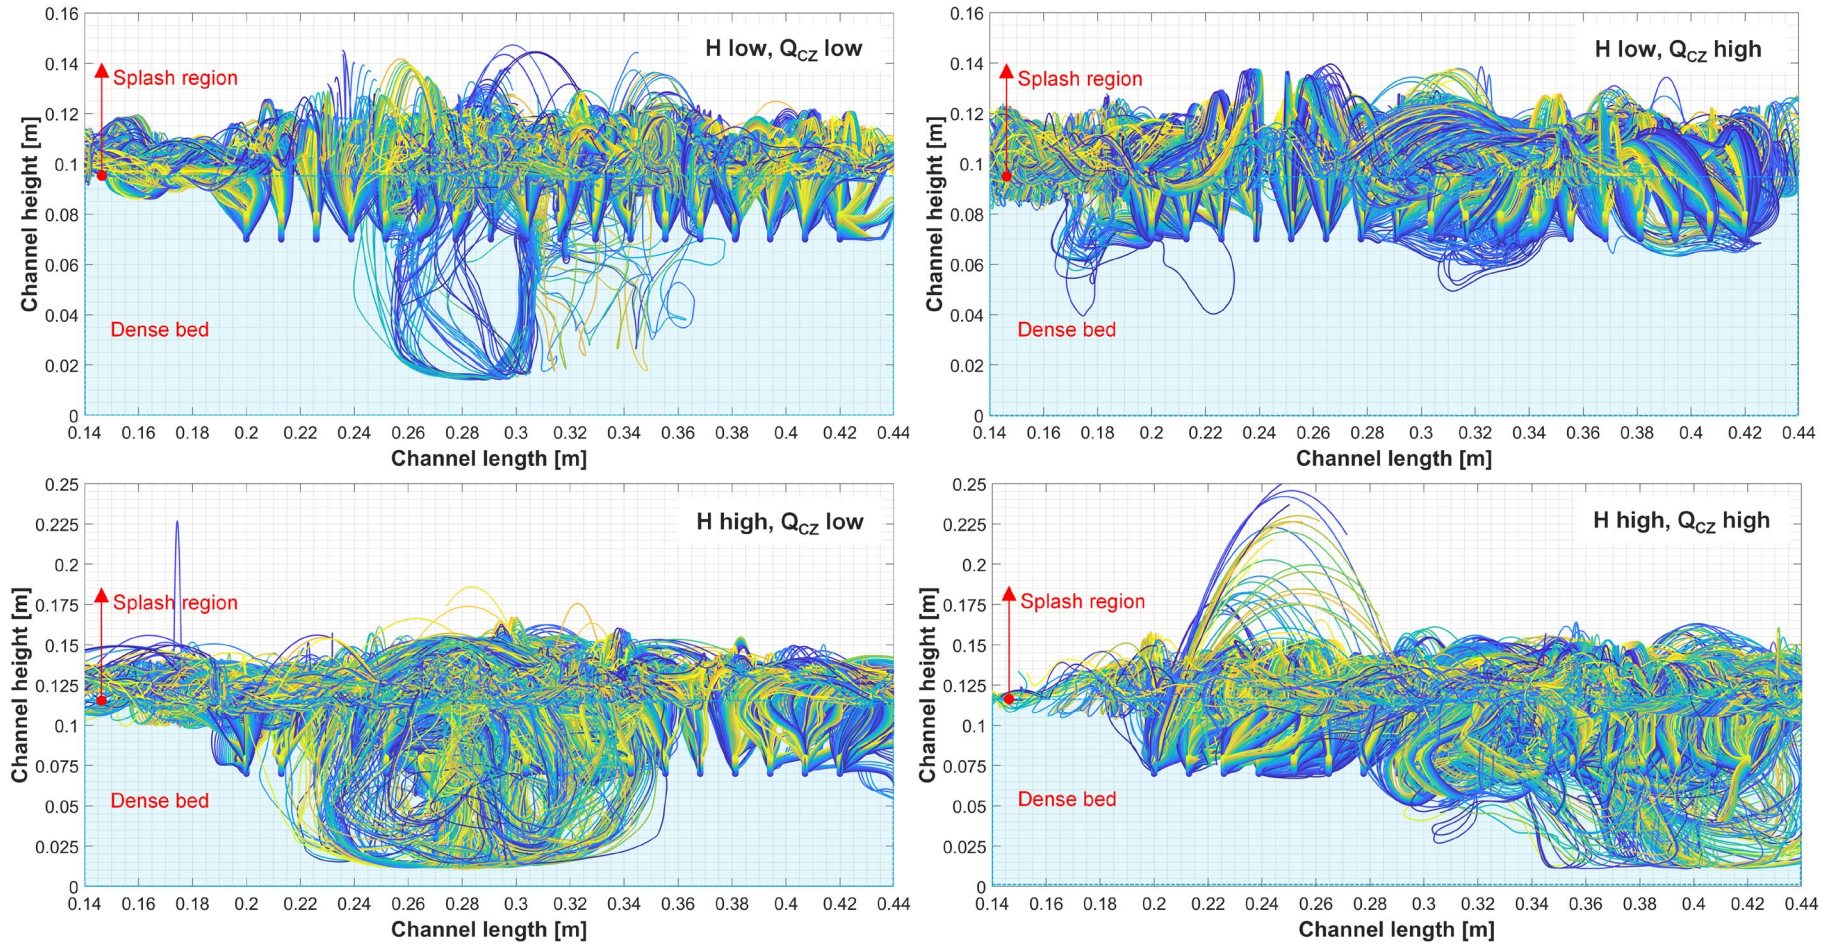 H low, QCZ low
Splash region
Dense bed
Channel height [m]
0.16
0.14
0.12
0.1
0.08
0.06
0.04
0.02
0
0.14 0.16 0.18 0.2 0.22 0.24 0.26 0.28 0.3 0.32 0.34 0.36 0.38 0.4 0.42 0.44
Channel length [m]
H low, QCZ high
Splash region
Dense bed
Channel height [m]
0.16
0.14
0.12
0.1
0.08
0.06
0.04
0.02
0
0.14 0.16 0.18 0.2 0.22 0.24 0.26 0.28 0.3 0.32 0.34 0.36 0.38 0.4 0.42 0.44
Channel length [m]
H high, QCZ low
Splash region
Dense bed
Channel height [m]
0.25
0.225
0.2
0.175
0.15
0.125
0.1
0.075
0.05
0.025
0
0.14 0.16 0.18 0.2 0.22 0.24 0.26 0.28 0.3 0.32 0.34 0.36 0.38 0.4 0.42 0.44
Channel length [m]
H high, QCZ high
Splash region
Dense bed
Channel height [m]
0.25
0.225
0.2
0.175
0.15
0.125
0.1
0.075
0.05
0.025
0
0.14 0.16 0.18 0.2 0.22 0.24 0.26 0.28 0.3 0.32 0.34 0.36 0.38 0.4 0.42 0.44
Channel length [m]